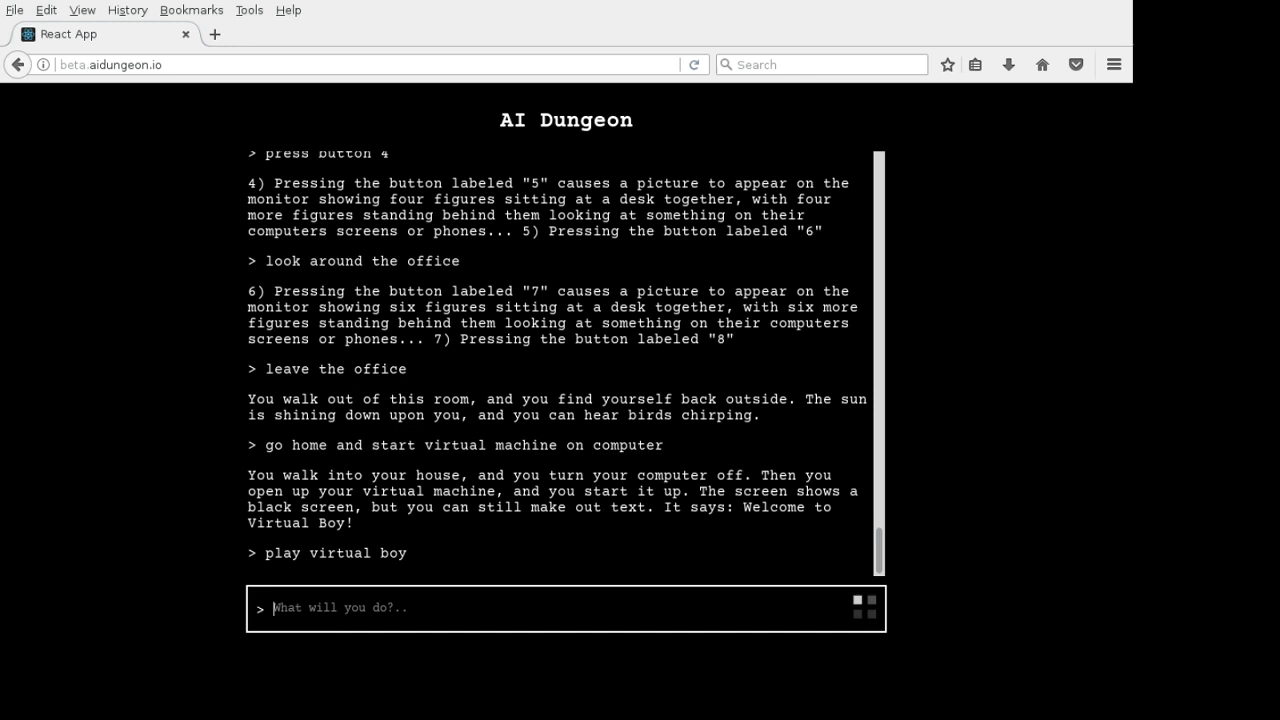 File Edit View History Bookmarks Tools Help
React App
beta.aidungeon.io
Search
AI Dungeon
> press button 4
4) Pressing the button labeled "5" causes a picture to appear on the
monitor showing four figures sitting at a desk together, with four
more figures standing behind them looking at something on their
computers screens or phones... 5) Pressing the button labeled "6"
> look around the office
6) Pressing the button labeled "7" causes a picture to appear on the
monitor showing six figures sitting at a desk together, with six more
figures standing behind them looking at something on their computers
screens or phones... 7) Pressing the button labeled "8"
> leave the office
You walk out of this room, and you find yourself back outside. The sun
is shining down upon you, and you can hear birds chirping.
> go home and start virtual machine on computer
You walk into your house, and you turn your computer off. Then you
open up your virtual machine, and you start it up. The screen shows a
black screen, but you can still make out text. It says: Welcome to
Virtual Boy!
> play virtual boy
> What will you do?..